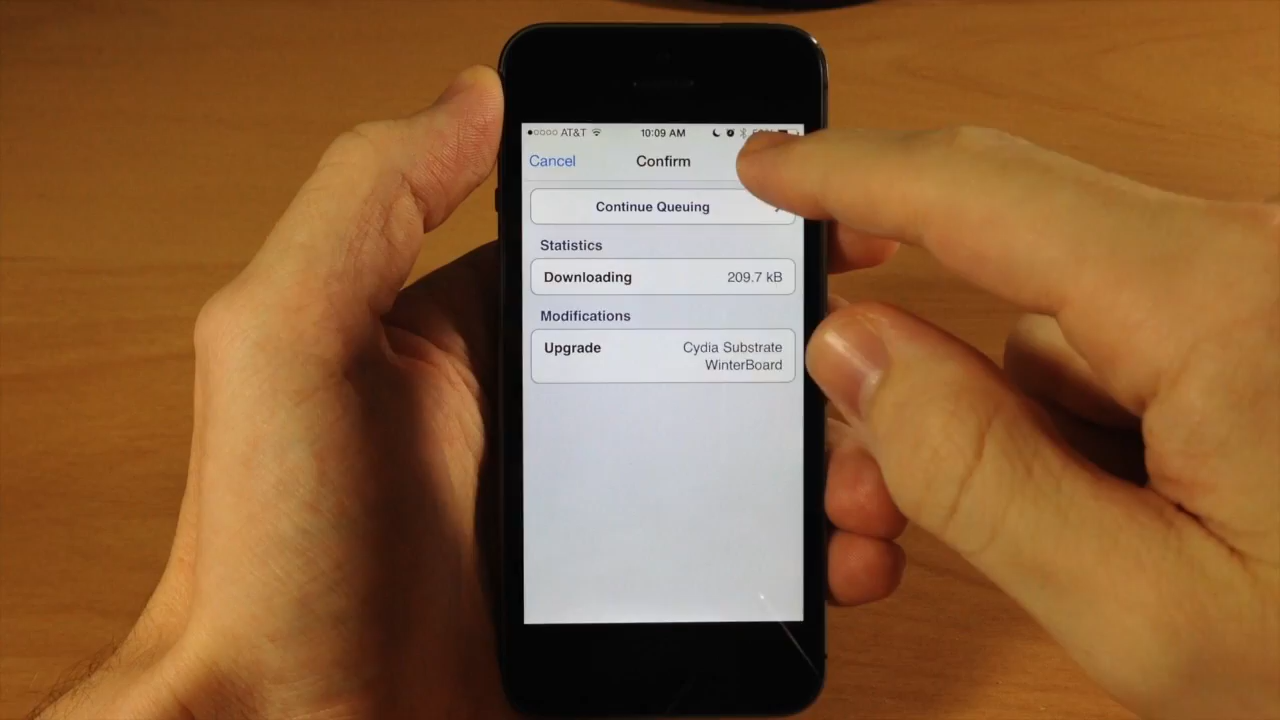 AT&T 10:09 AM
Cancel Confirm
Continue Queuing
Statistics
Downloading 209.7 kB
Modifications
Upgrade Cydia Substrate
WinterBoard